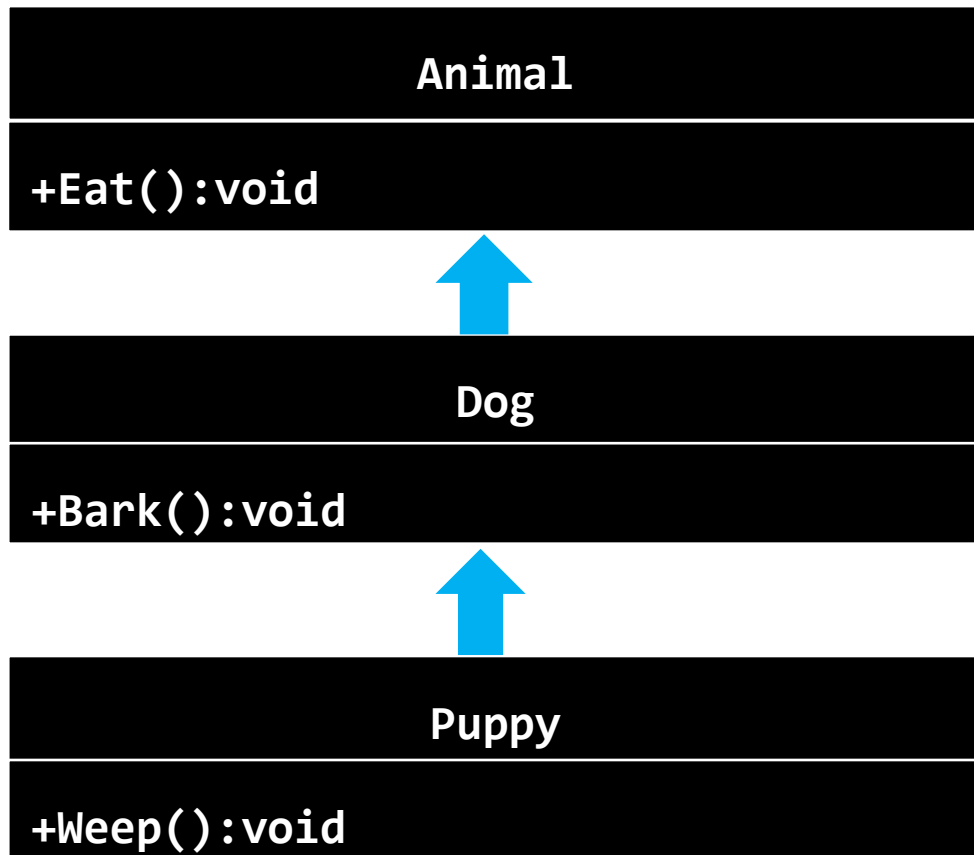 Animal
+Eat():void
Dog
+Bark():void
Puppy
+Weep():void